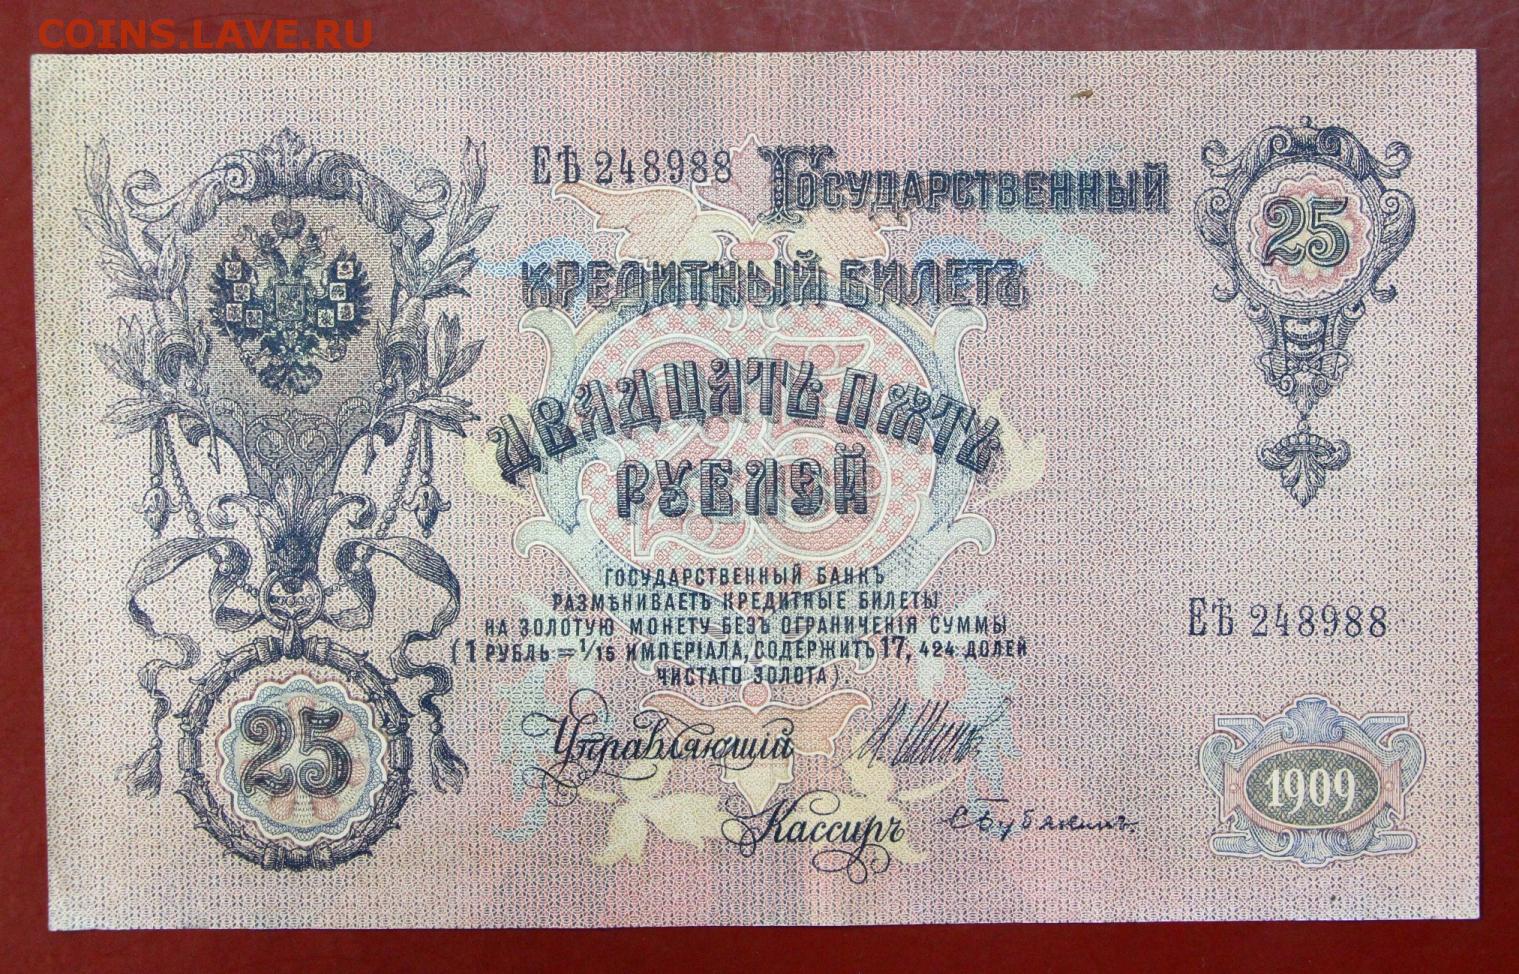 COINS.LAVE.RU
ЕѢ 248988
ГОСУДАРСТВЕННЫЙ
25
КРЕДИТНЫЙ БИЛЕТЪ
25
ДВАДЦАТЬ ПЯТЬ
РУБЛЕЙ
ГОСУДАРСТВЕННЫЙ БАНКЪ
РАЗМѢНИВАЕТЪ КРЕДИТНЫЕ БИЛЕТЫ
НА ЗОЛОТУЮ МОНЕТУ БЕЗЪ ОГРАНИЧЕНІЯ СУММЫ
(1 РУБЛЬ = 1/15 ИМПЕРІАЛА, СОДЕРЖИТЪ 17,424 ДОЛЕЙ
ЧИСТАГО ЗОЛОТА).
ЕѢ 248988
Управляющій
25
1909
Кассиръ